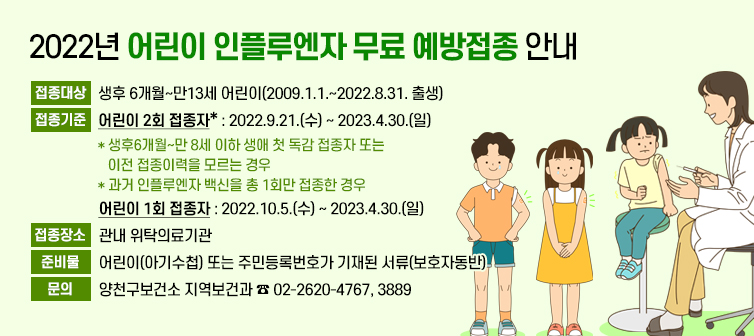 2022년 어린이 인플루엔자 무료 예방접종 안내
접종대상 생후 6개월~만13세 어린이(2009.1.1.~2022.8.31. 출생)
접종기준 어린이 2회 접종자* : 2022.9.21.(수) ~ 2023.4.30.(일)
* 생후6개월~만 8세 이하 생애 첫 독감 접종자 또는
이전 접종이력을 모르는 경우
* 과거 인플루엔자 백신을 총 1회만 접종한 경우
어린이 1회 접종자 : 2022.10.5.(수) ~ 2023.4.30.(일)
접종장소 관내 위탁의료기관
준비물 어린이(아기수첩) 또는 주민등록번호가 기재된 서류(보호자동반)
문의 양천구보건소 지역보건과 ☎ 02-2620-4767, 3889